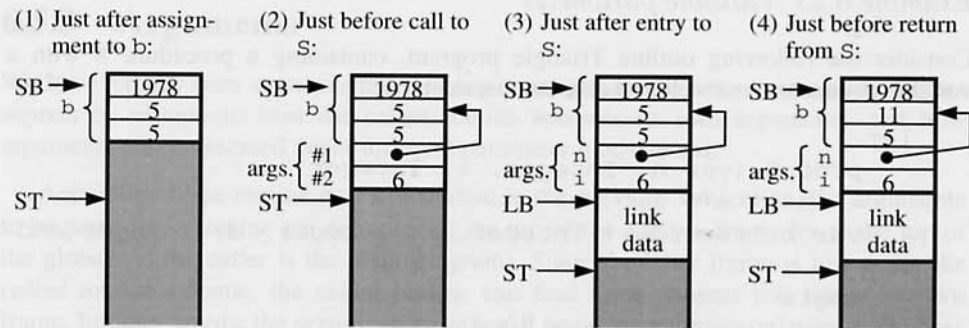 (1) Just after assign-
ment to b:
SB
b
1978
5
5
ST
(2) Just before call to
S:
SB
b
1978
5
5
args.
#1
#2
6
ST
(3) Just after entry to
S:
SB
b
1978
5
5
args.
n
i
6
LB
link
data
ST
(4) Just before return
from S:
SB
b
1978
11
5
args.
n
i
6
LB
link
data
ST